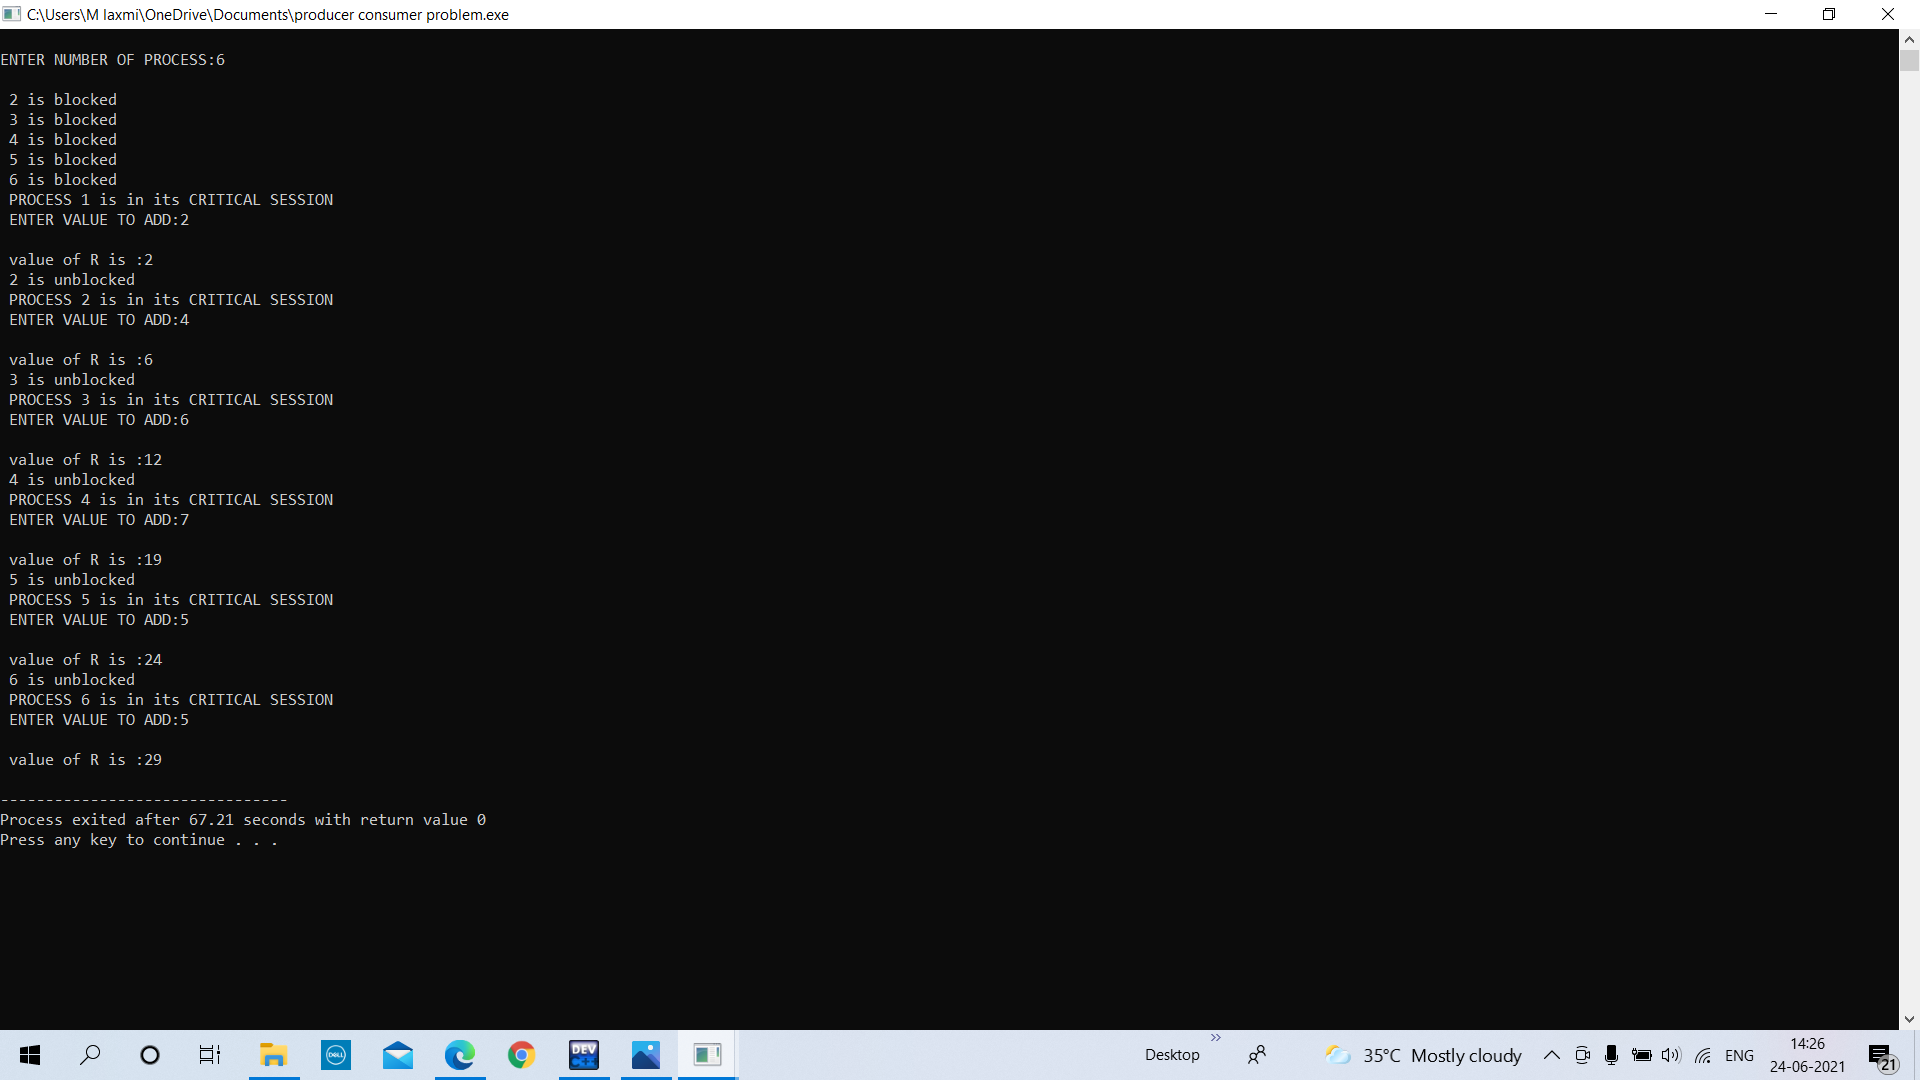 C:\Users\M laxmi\OneDrive\Documents\producer consumer problem.exe
ENTER NUMBER OF PROCESS:6
2 is blocked
3 is blocked
4 is blocked
5 is blocked
6 is blocked
PROCESS 1 is in its CRITICAL SESSION
ENTER VALUE TO ADD:2
value of R is :2
2 is unblocked
PROCESS 2 is in its CRITICAL SESSION
ENTER VALUE TO ADD:4
value of R is :6
3 is unblocked
PROCESS 3 is in its CRITICAL SESSION
ENTER VALUE TO ADD:6
value of R is :12
4 is unblocked
PROCESS 4 is in its CRITICAL SESSION
ENTER VALUE TO ADD:7
value of R is :19
5 is unblocked
PROCESS 5 is in its CRITICAL SESSION
ENTER VALUE TO ADD:5
value of R is :24
6 is unblocked
PROCESS 6 is in its CRITICAL SESSION
ENTER VALUE TO ADD:5
value of R is :29
--------------------------------
Process exited after 67.21 seconds with return value 0
Press any key to continue . . .
DELL
DEV C++
Desktop
35°C Mostly cloudy
ENG
14:26
24-06-2021
21